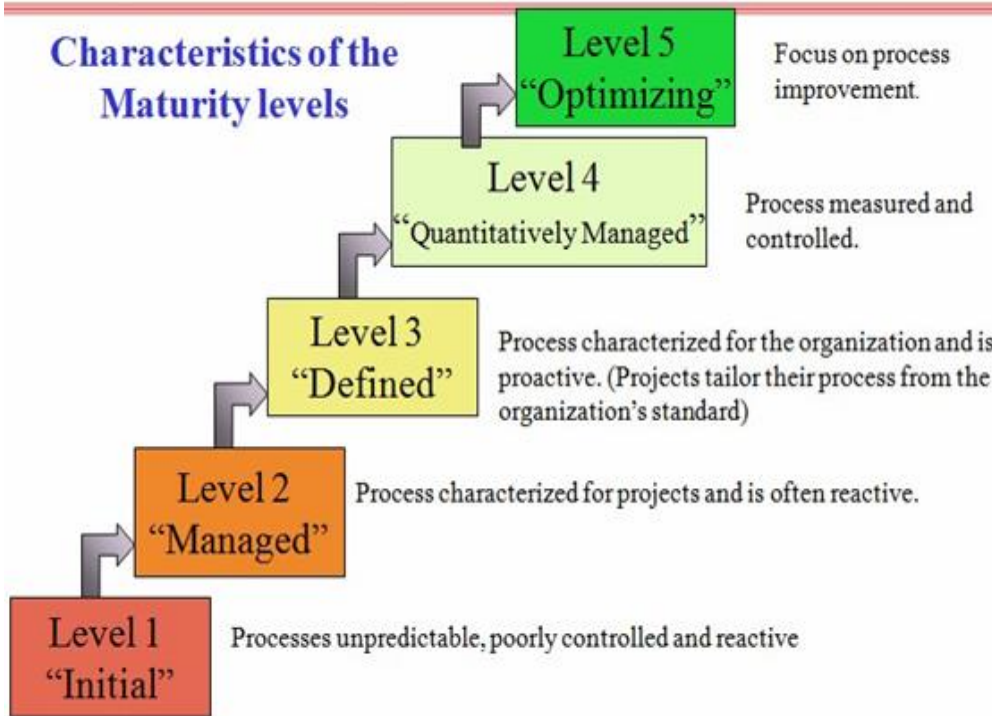 Characteristics of the
Maturity levels
Level 5
“Optimizing”
Focus on process
improvement.
Level 4
“Quantitatively Managed”
Process measured and
controlled.
Level 3
“Defined”
Process characterized for the organization and is
proactive. (Projects tailor their process from the
organization’s standard)
Level 2
“Managed”
Process characterized for projects and is often reactive.
Level 1
“Initial”
Processes unpredictable, poorly controlled and reactive